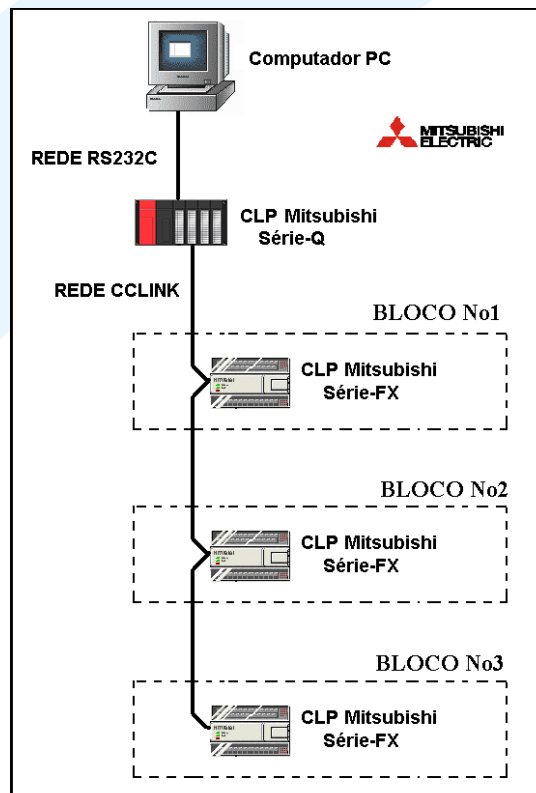 Computador PC
MITSUBISHI
ELECTRIC
REDE RS232C
CLP Mitsubishi
Série-Q
REDE CCLINK
BLOCO No1
CLP Mitsubishi
Série-FX
BLOCO No2
CLP Mitsubishi
Série-FX
BLOCO No3
CLP Mitsubishi
Série-FX